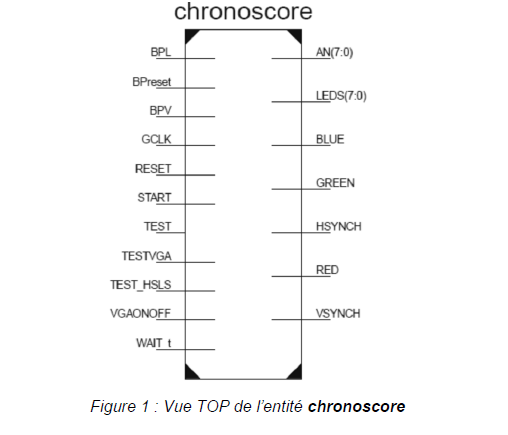 chronoscore
BPL
BPreset
BPV
GCLK
RESET
START
TEST
TESTVGA
TEST_HSLS
VGAONOFF
WAIT_t
AN(7:0)
LEDS(7:0)
BLUE
GREEN
HSYNCH
RED
VSYNCH
Figure 1 : Vue TOP de l'entité chronoscore